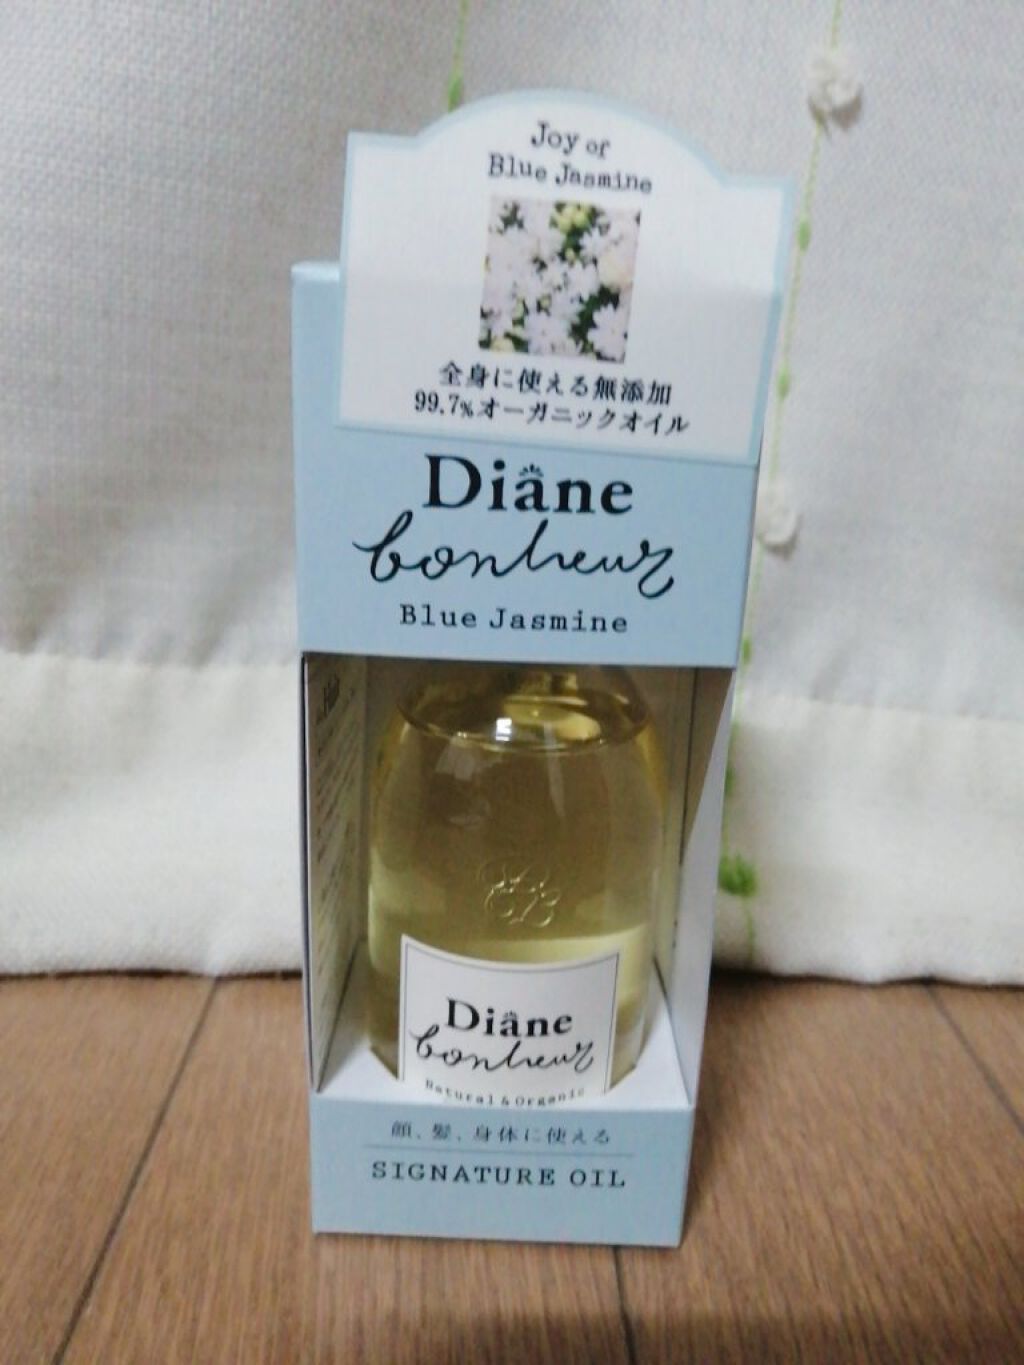 Joy of
Blue Jasmine
全身に使える無添加
99.7%オーガニックオイル
Diane
bonheur
Blue Jasmine
Diane
bonheur
Natural & Organic
顔、髪、身体に使える
SIGNATURE OIL